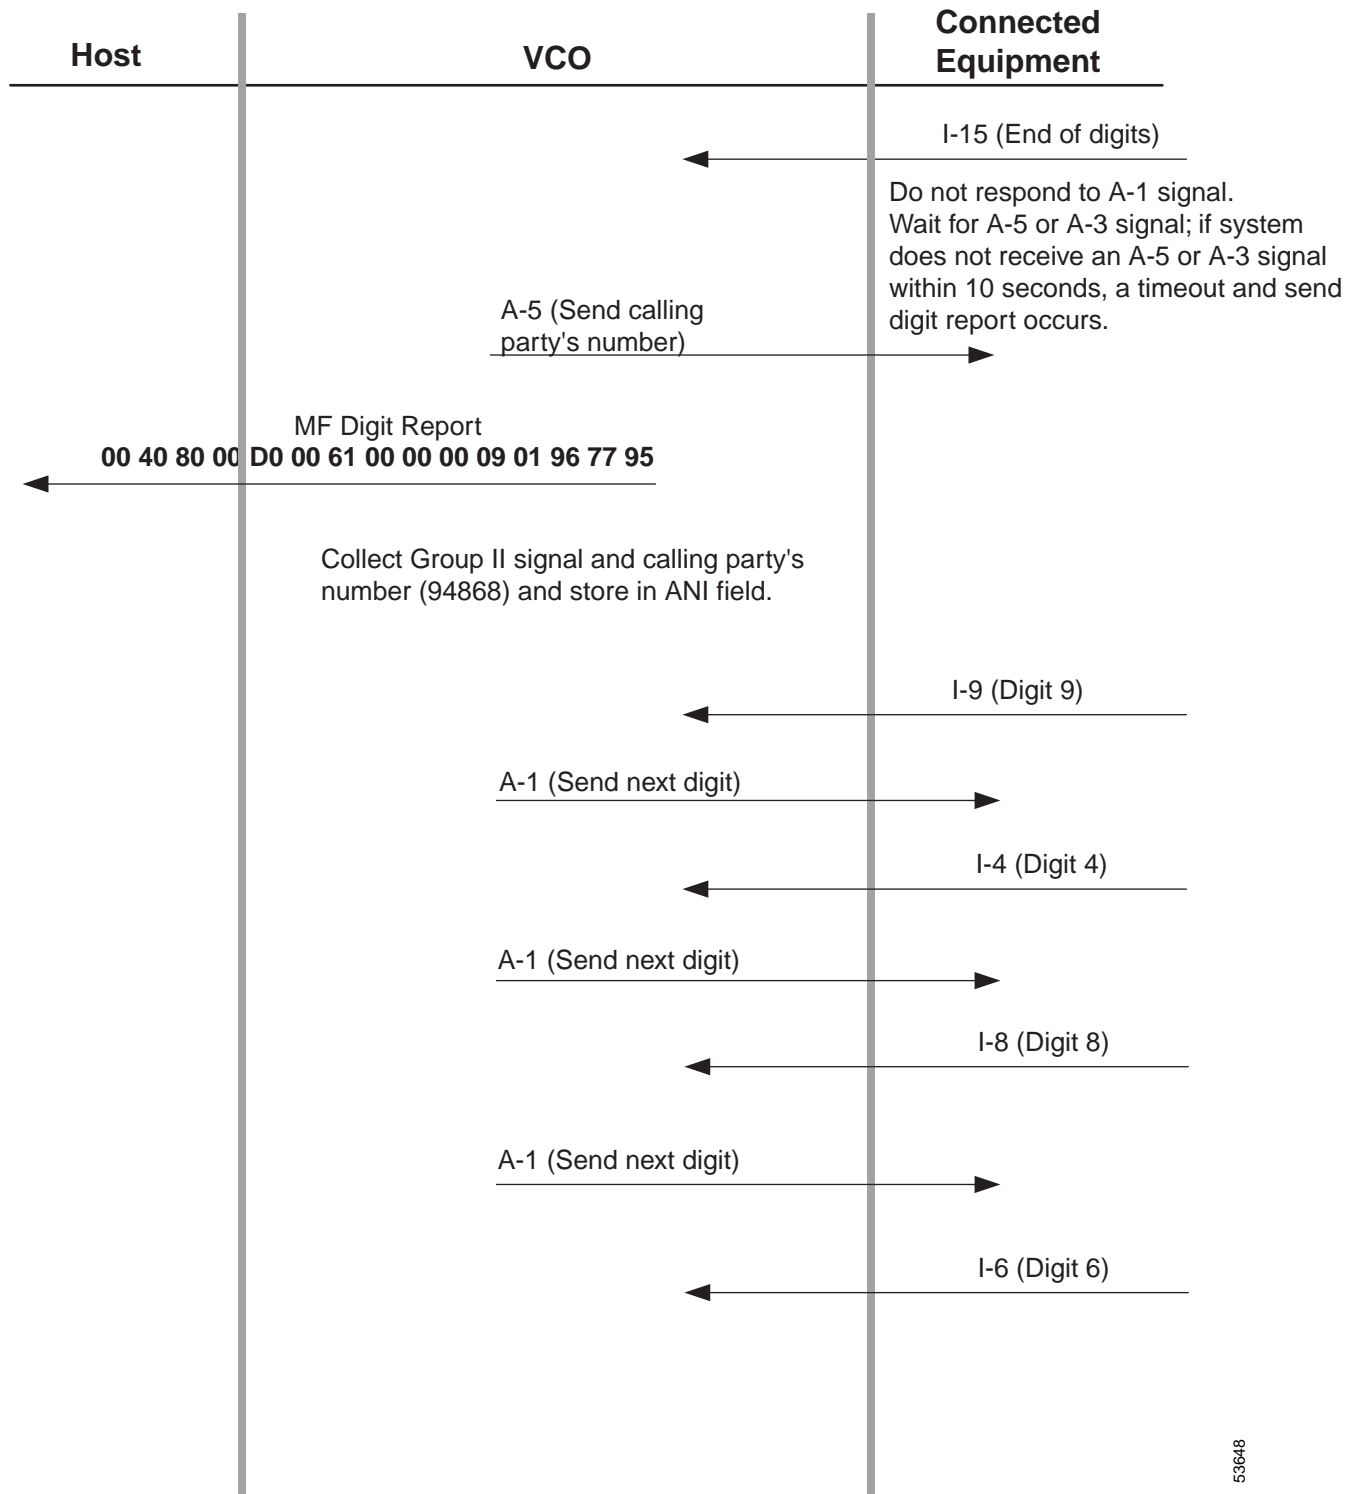 Host
VCO
Connected
Equipment
I-15 (End of digits)
Do not respond to A-1 signal.
Wait for A-5 or A-3 signal; if system
does not receive an A-5 or A-3 signal
within 10 seconds, a timeout and send
digit report occurs.
A-5 (Send calling
party's number)
MF Digit Report
00 40 80 00 D0 00 61 00 00 00 09 01 96 77 95
Collect Group II signal and calling party's
number (94868) and store in ANI field.
I-9 (Digit 9)
A-1 (Send next digit)
I-4 (Digit 4)
A-1 (Send next digit)
I-8 (Digit 8)
A-1 (Send next digit)
I-6 (Digit 6)
53648